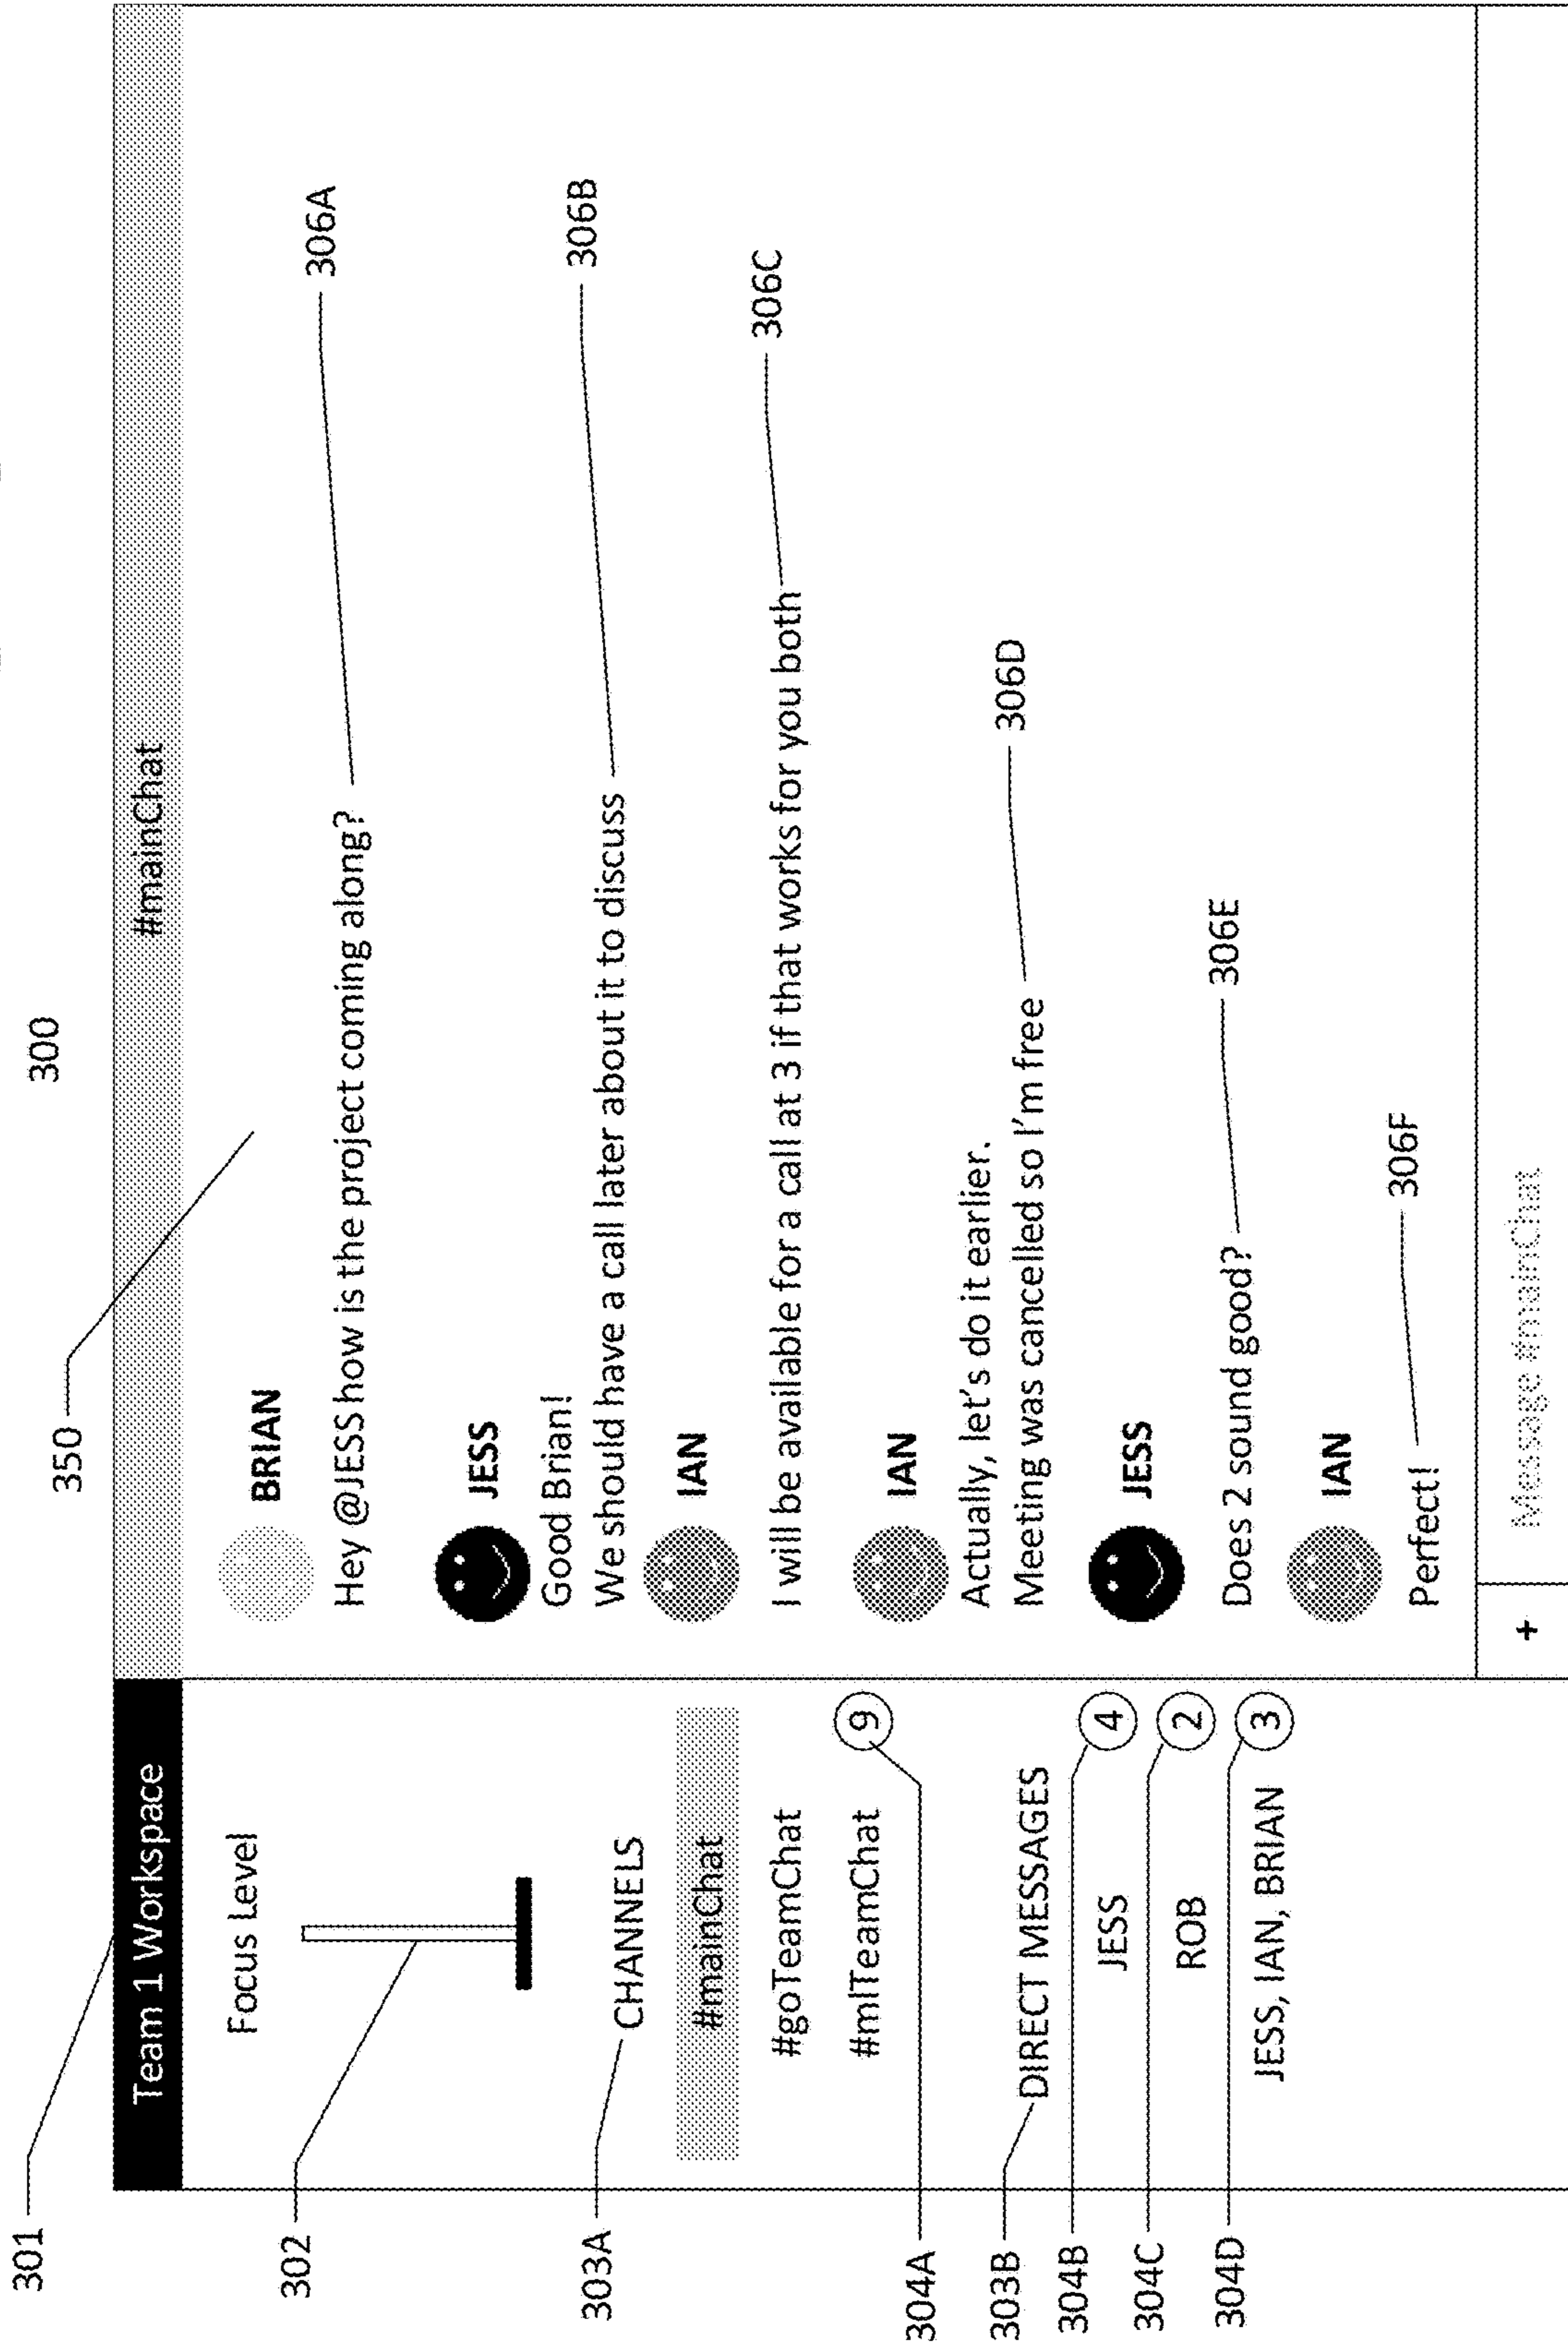 300
301
350
Team 1 Workspace
#mainChat
302
Focus Level
303A
CHANNELS
#mainChat
#goTeamChat
#mlTeamChat
9
304A
303B
DIRECT MESSAGES
304B
JESS
4
304C
ROB
2
304D
JESS, IAN, BRIAN
3
BRIAN
Hey @JESS how is the project coming along?
306A
JESS
Good Brian!
We should have a call later about it to discuss
306B
IAN
I will be available for a call at 3 if that works for you both
306C
IAN
Actually, let's do it earlier.
Meeting was cancelled so I'm free
306D
JESS
Does 2 sound good?
306E
IAN
Perfect!
306F
+
Message #mainChat